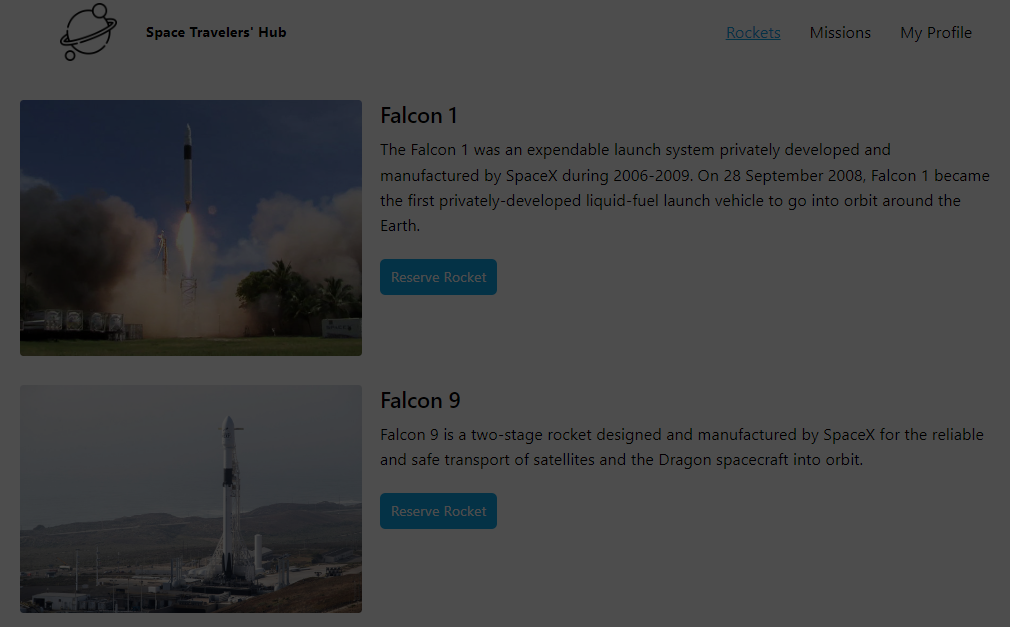 Space Travelers' Hub
Rockets
Missions
My Profile
Falcon 1
The Falcon 1 was an expendable launch system privately developed and
manufactured by SpaceX during 2006-2009. On 28 September 2008, Falcon 1 became
the first privately-developed liquid-fuel launch vehicle to go into orbit around the
Earth.
Reserve Rocket
Falcon 9
Falcon 9 is a two-stage rocket designed and manufactured by SpaceX for the reliable
and safe transport of satellites and the Dragon spacecraft into orbit.
Reserve Rocket